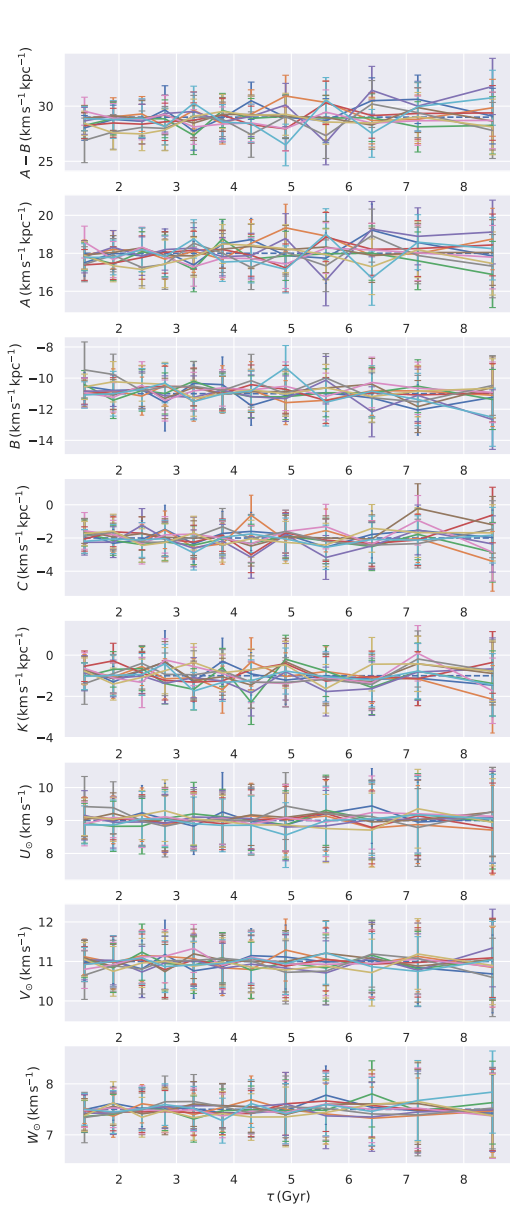 A − B (km s⁻¹ kpc⁻¹)
30
25
2 3 4 5 6 7 8
A (km s⁻¹ kpc⁻¹)
20
18
16
2 3 4 5 6 7 8
B (km s⁻¹ kpc⁻¹)
−8
−10
−12
−14
2 3 4 5 6 7 8
C (km s⁻¹ kpc⁻¹)
0
−2
−4
2 3 4 5 6 7 8
K (km s⁻¹ kpc⁻¹)
0
−2
−4
2 3 4 5 6 7 8
U⊙ (km s⁻¹)
10
9
8
2 3 4 5 6 7 8
V⊙ (km s⁻¹)
12
11
10
2 3 4 5 6 7 8
W⊙ (km s⁻¹)
8
7
2 3 4 5 6 7 8
τ (Gyr)